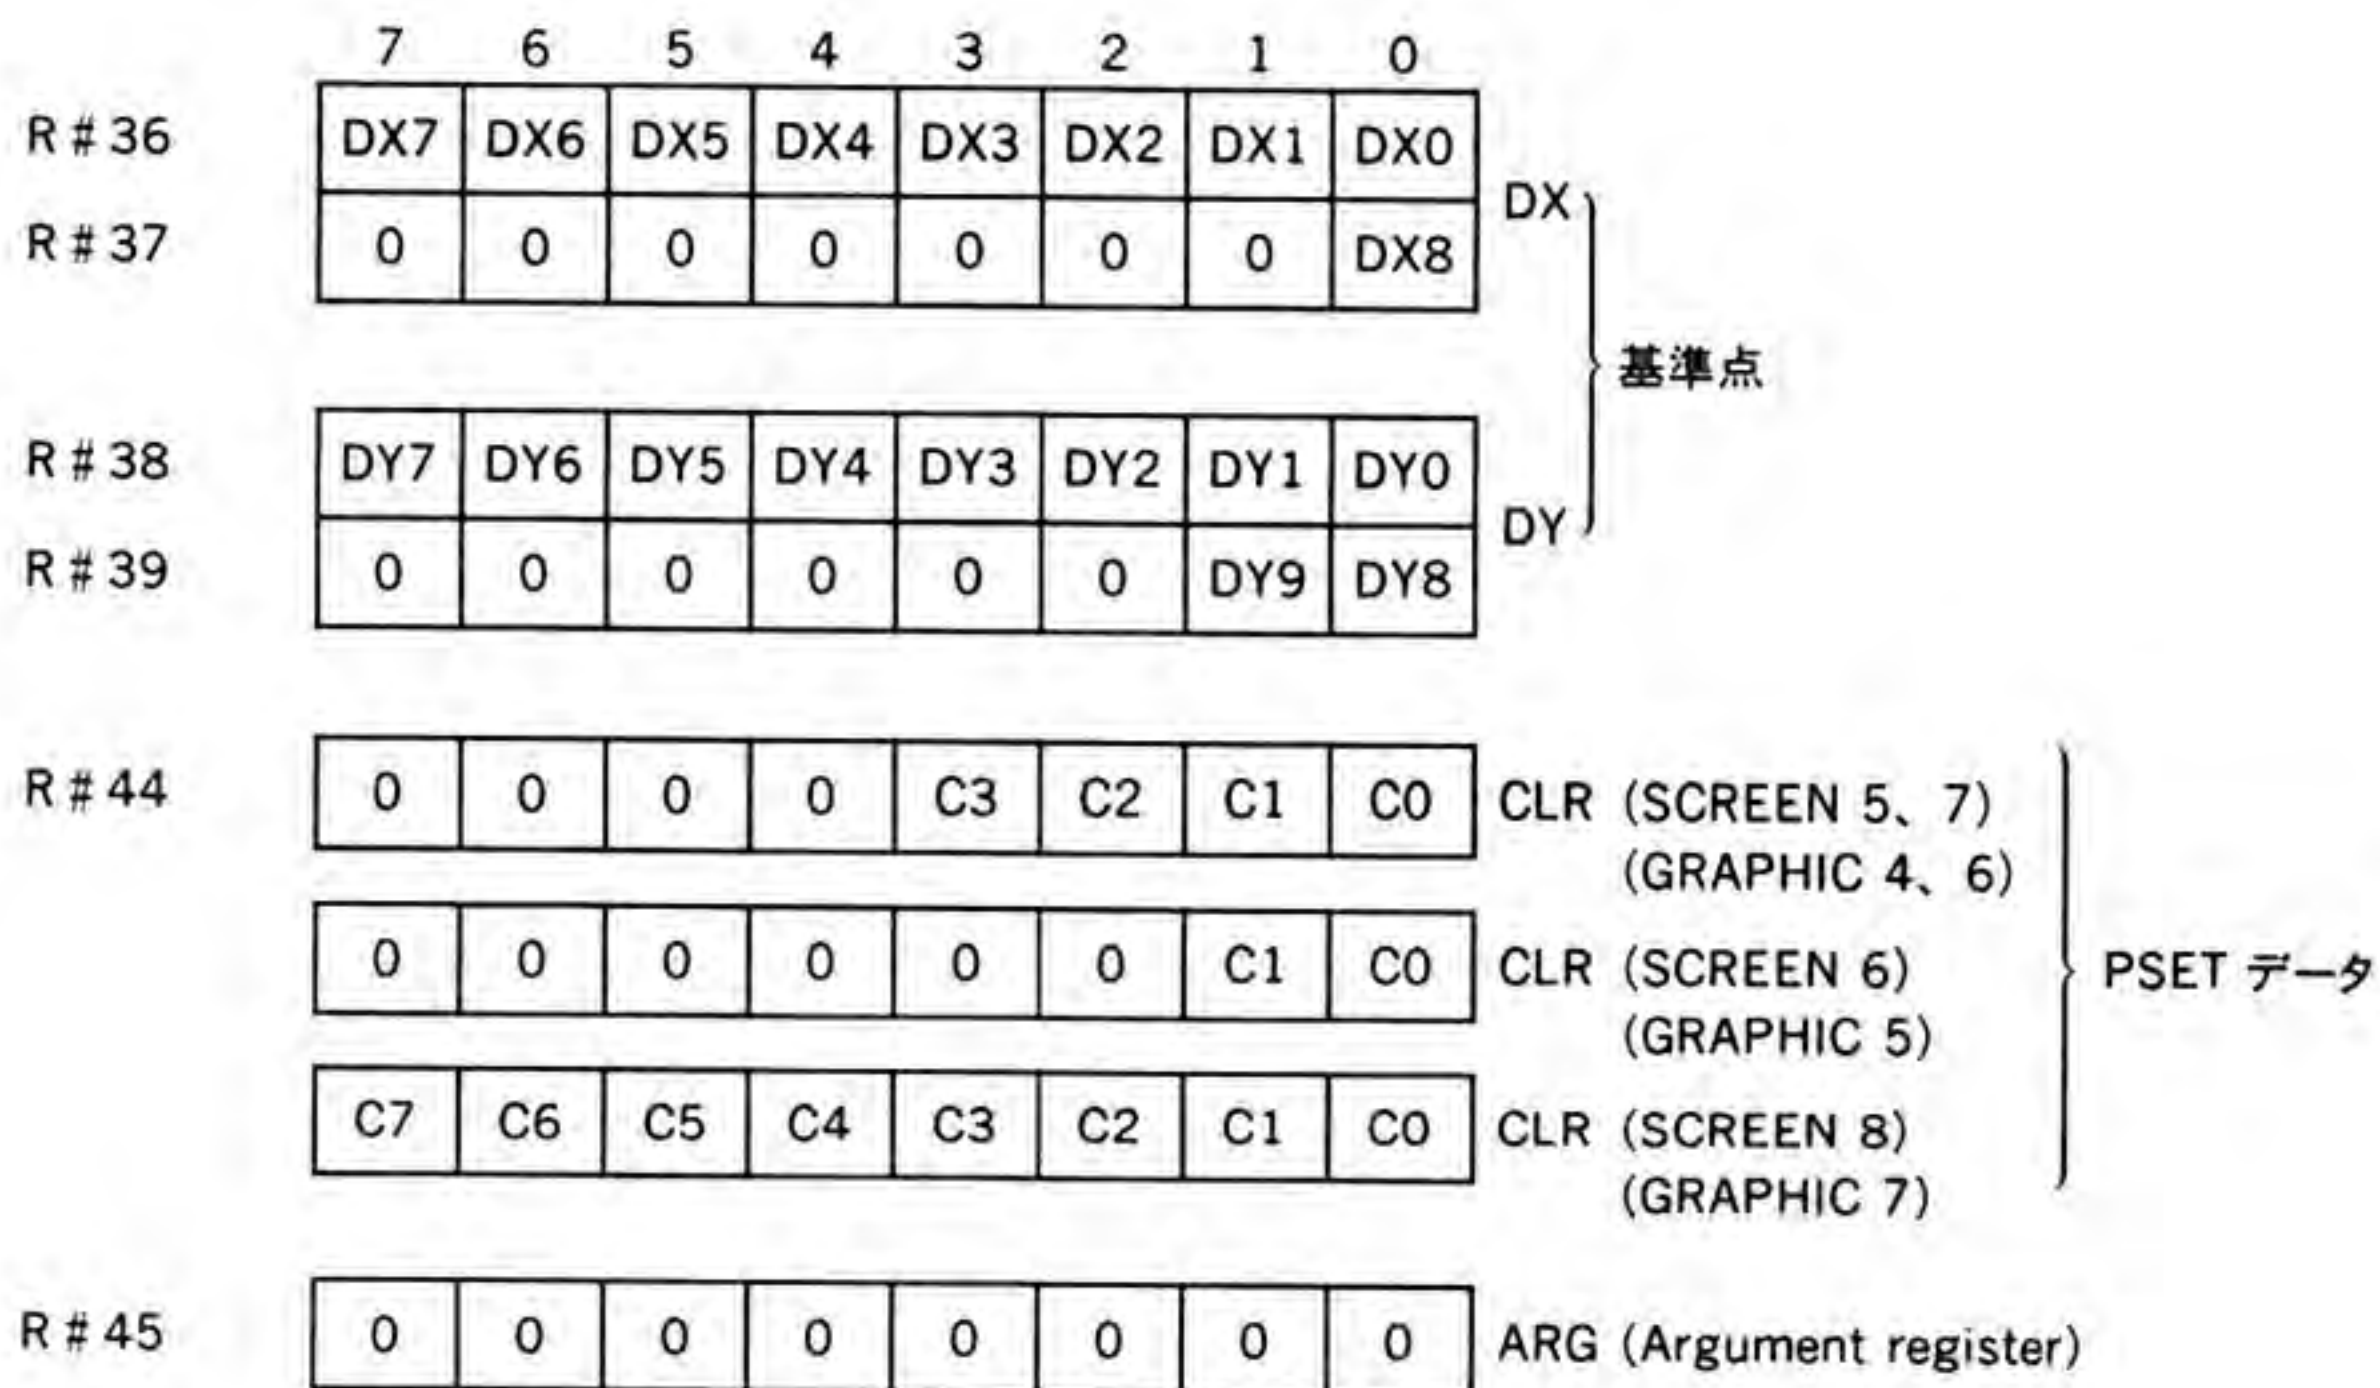 7 6 5 4 3 2 1 0
R#36 DX7 DX6 DX5 DX4 DX3 DX2 DX1 DX0
DX
R#37 0 0 0 0 0 0 0 DX8
基準点
R#38 DY7 DY6 DY5 DY4 DY3 DY2 DY1 DY0
DY
R#39 0 0 0 0 0 0 DY9 DY8
R#44 0 0 0 0 C3 C2 C1 C0 CLR (SCREEN 5、7)
(GRAPHIC 4、6)
0 0 0 0 0 0 C1 C0 CLR (SCREEN 6)
PSET データ
(GRAPHIC 5)
C7 C6 C5 C4 C3 C2 C1 C0 CLR (SCREEN 8)
(GRAPHIC 7)
R#45 0 0 0 0 0 0 0 0 ARG (Argument register)